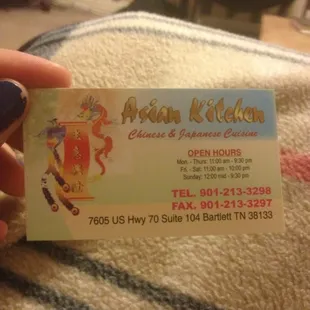 Asian Kitchen
Chinese & Japanese Cuisine
OPEN HOURS
Mon. - Thu.: 11:00 am - 9:30 pm
Fri. - Sat.: 11:00 am - 10:00 pm
Sunday: 12:00 mid - 9:30 pm
TEL. 901-213-3298
FAX. 901-213-3297
7605 US Hwy 70 Suite 104 Bartlett TN 38133